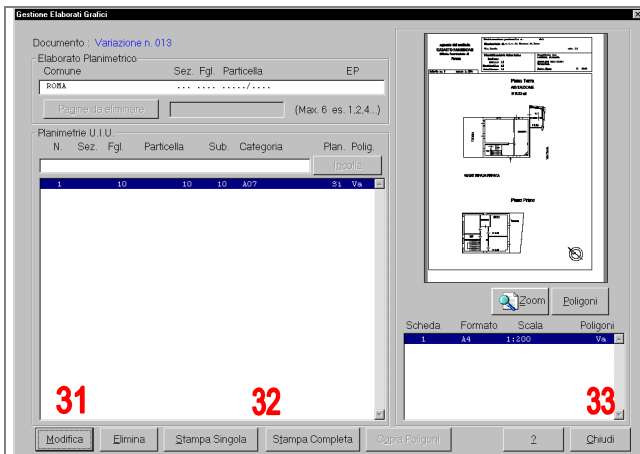 Gestione Elaborati Grafici
Documento : Variazione n. 013
Elaborato Planimetrico
Comune Sez. Fgl. Particella EP
ROMA ... .... ...../....
Pagine da eliminare (Max. 6 es. 1,2,4...)
Planimetrie U.I.U.
N. Sez. Fgl. Particella Sub. Categoria Plan. Polig.
Incolla
1 10 10 10 A07 Si Va
CATASTO FABBRICATI
Piano Terra
ABITAZIONE
Piano Primo
Zoom Poligoni
Scheda Formato Scala Poligoni
1 A4 1:200 Va
31 32 33
Modifica Elimina Stampa Singola Stampa Completa Copia Poligoni ? Chiudi